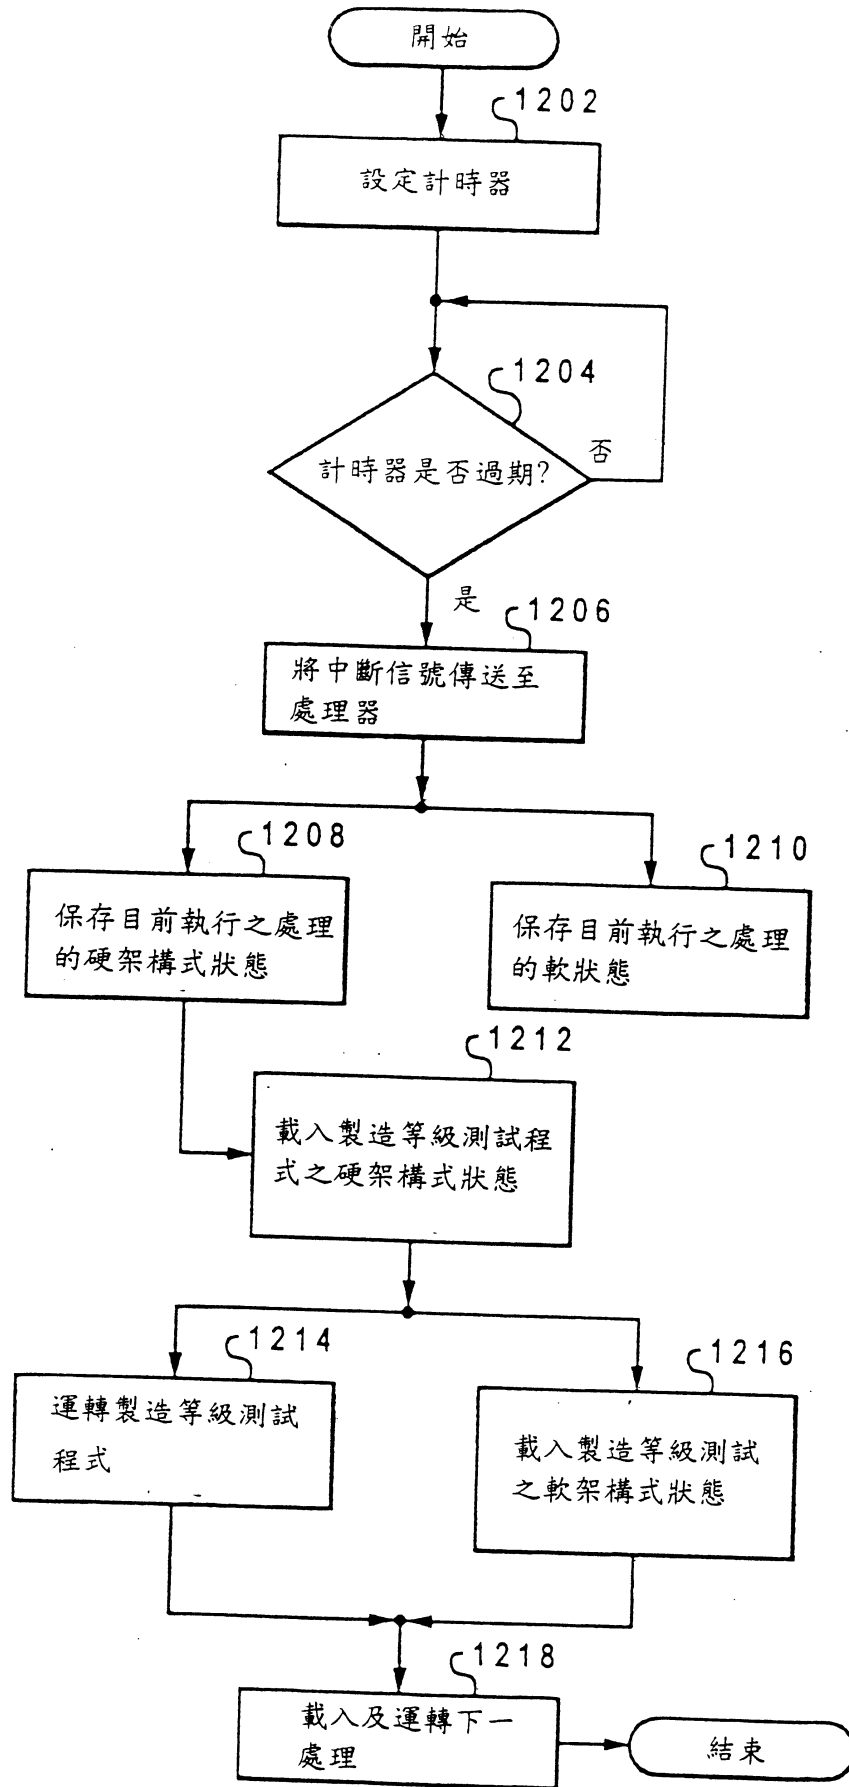 開始
1202
設定計時器
1204
計時器是否過期?
否
是
1206
將中斷信號傳送至
處理器
1208
保存目前執行之處理
的硬架構式狀態
1210
保存目前執行之處理
的軟狀態
1212
載入製造等級測試程
式之硬架構式狀態
1214
運轉製造等級測試
程式
1216
載入製造等級測試
之軟架構式狀態
1218
載入及運轉下一
處理
結束